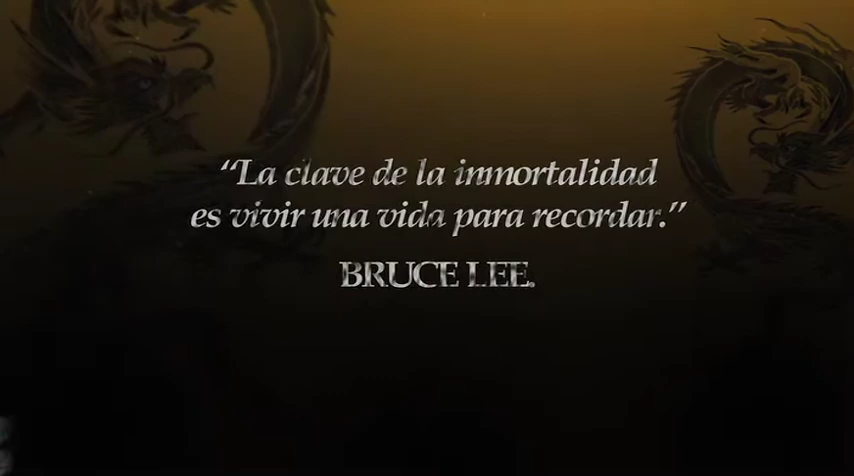 “La clave de la inmortalidad
es vivir una vida para recordar.”
BRUCE LEE.